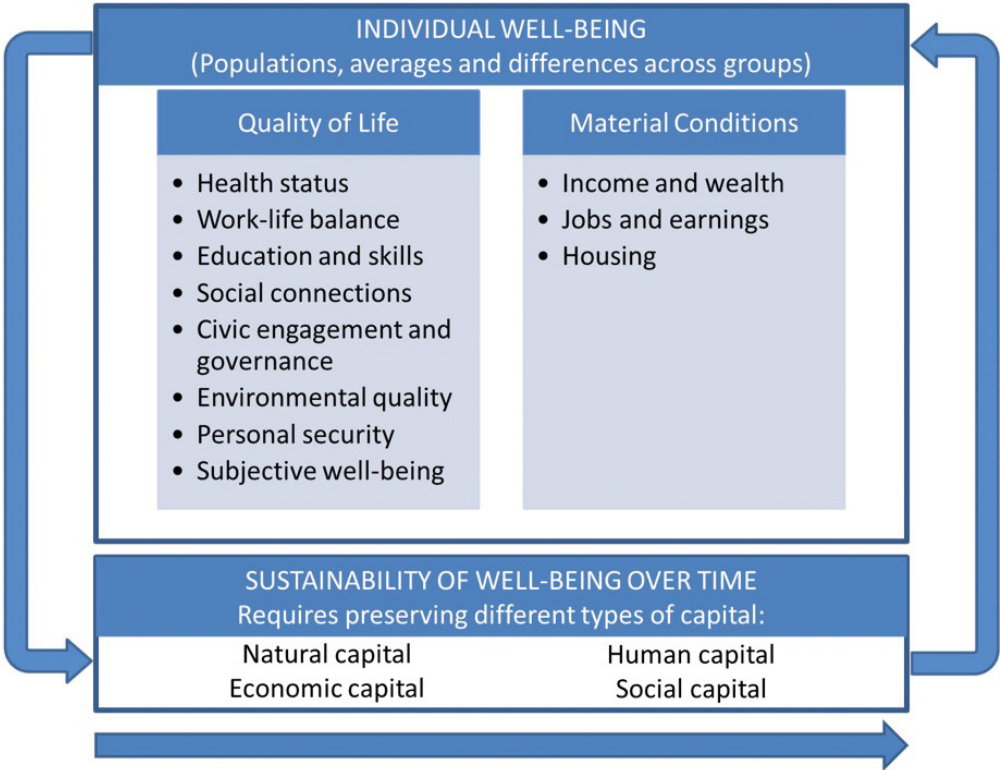 INDIVIDUAL WELL-BEING
(Populations, averages and differences across groups)
Quality of Life
• Health status
• Work-life balance
• Education and skills
• Social connections
• Civic engagement and
governance
• Environmental quality
• Personal security
• Subjective well-being
Material Conditions
• Income and wealth
• Jobs and earnings
• Housing
SUSTAINABILITY OF WELL-BEING OVER TIME
Requires preserving different types of capital:
Natural capital
Economic capital
Human capital
Social capital